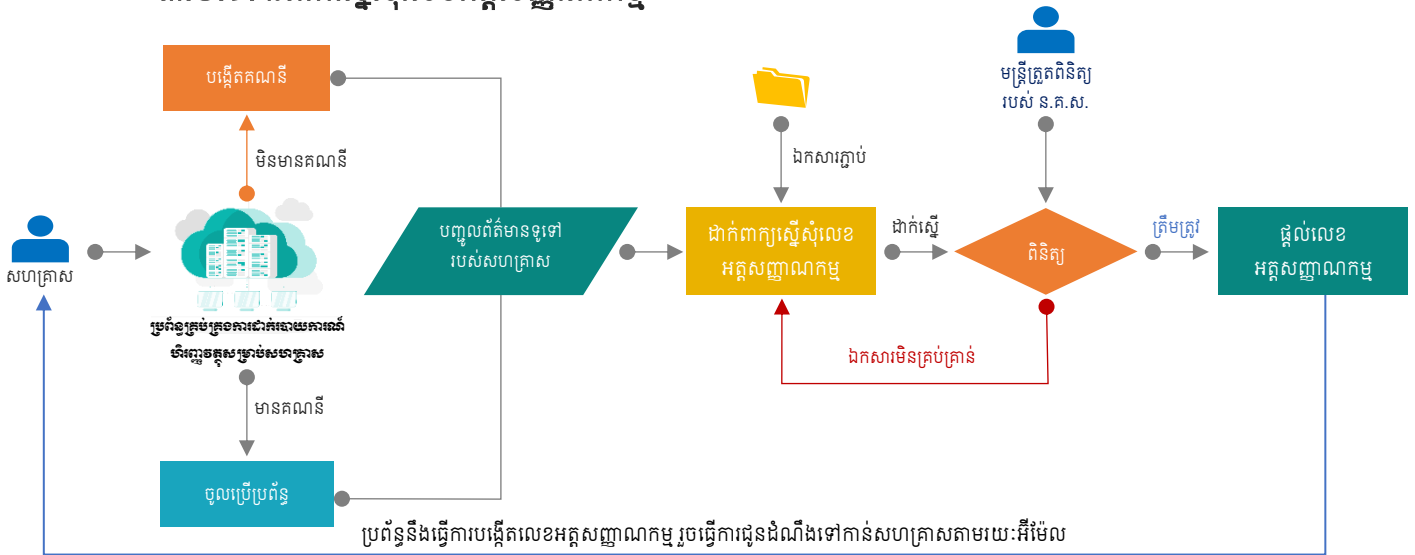 បង្កើតគណនី
មន្ត្រីត្រួតពិនិត្យ
របស់ ន.គ.ស.
មិនមានគណនី
ឯកសារភ្ជាប់
សហគ្រាស
ប្រព័ន្ធគ្រប់គ្រងការដាក់របាយការណ៍
ហិរញ្ញវត្ថុសម្រាប់សហគ្រាស
បញ្ចូលព័ត៌មានទូទៅ
របស់សហគ្រាស
ដាក់ពាក្យស្នើសុំលេខ
អត្តសញ្ញាណកម្ម
ដាក់ស្នើ
ពិនិត្យ
ត្រឹមត្រូវ
ផ្តល់លេខ
អត្តសញ្ញាណកម្ម
ឯកសារមិនគ្រប់គ្រាន់
មានគណនី
ចូលប្រើប្រព័ន្ធ
ប្រព័ន្ធនឹងធ្វើការបង្កើតលេខអត្តសញ្ញាណកម្ម រួចធ្វើការជូនដំណឹងទៅកាន់សហគ្រាសតាមរយៈអ៊ីម៉ែល